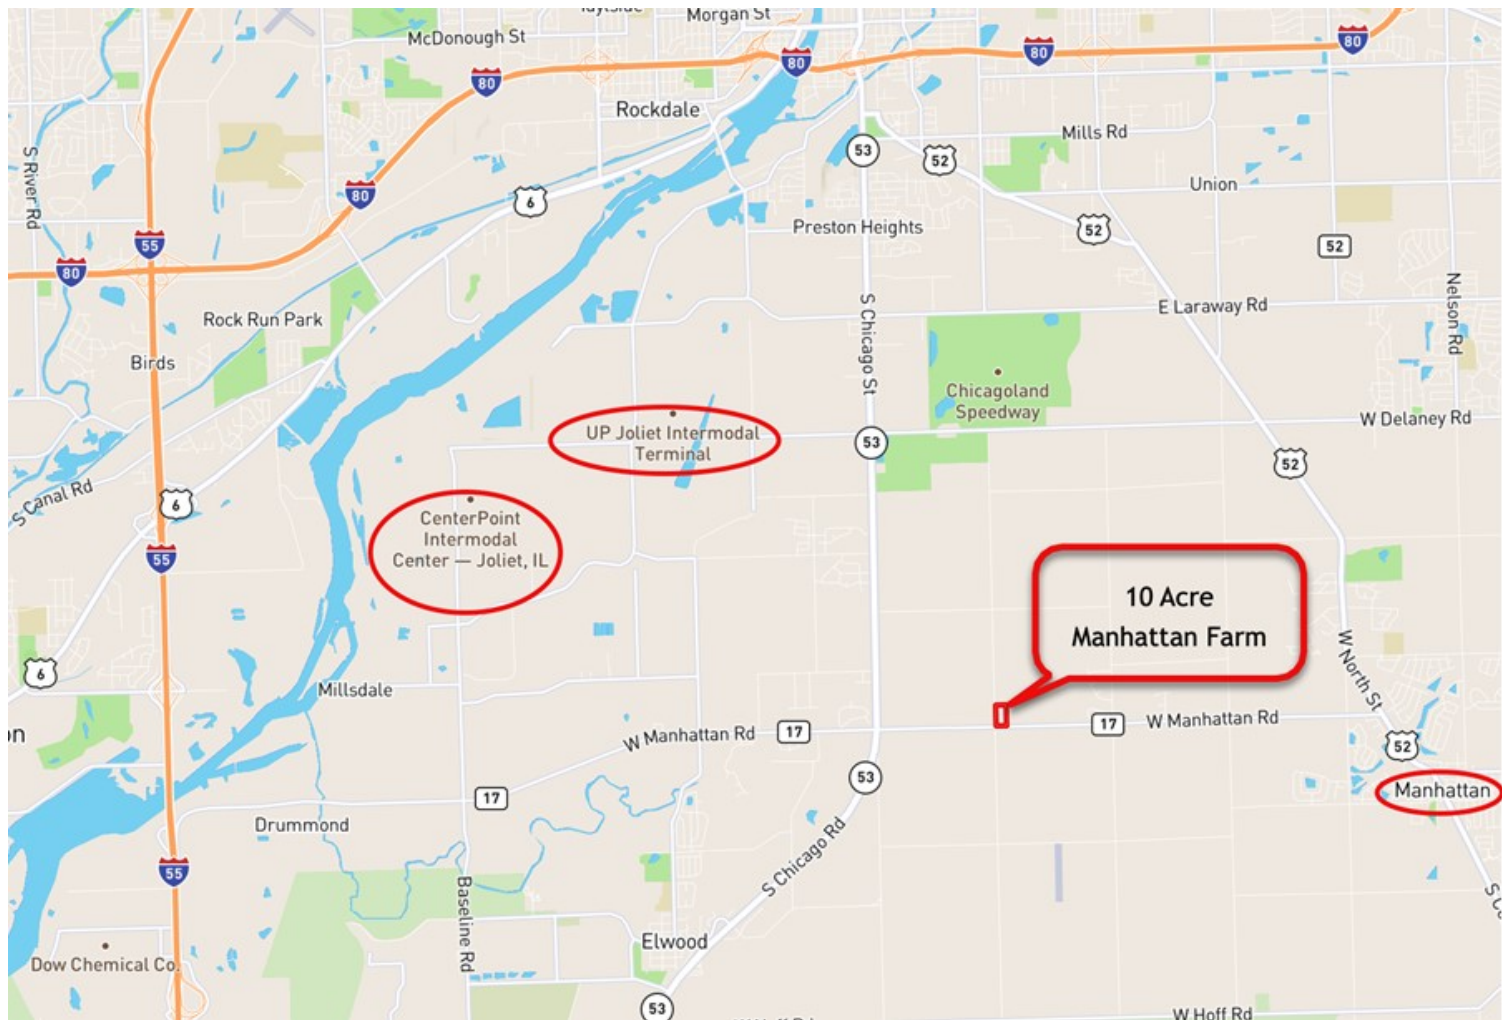 Morgan St
McDonough St
80
80
80
80
Rockdale
Mills Rd
53
52
S River Rd
80
Union
6
52
Preston Heights
55
52
80
Nelson Rd
Rock Run Park
S Chicago St
E Laraway Rd
Birds
Chicagoland
Speedway
W Delaney Rd
UP Joliet Intermodal
Terminal
53
52
S Canal Rd
6
CenterPoint
Intermodal
Center — Joliet, IL
55
10 Acre
Manhattan Farm
W North St
6
Millsdale
on
W Manhattan Rd
17
17
W Manhattan Rd
52
53
Manhattan
17
Drummond
S Chicago Rd
55
Baseline Rd
Elwood
Dow Chemical Co.
53
W Hoff Rd